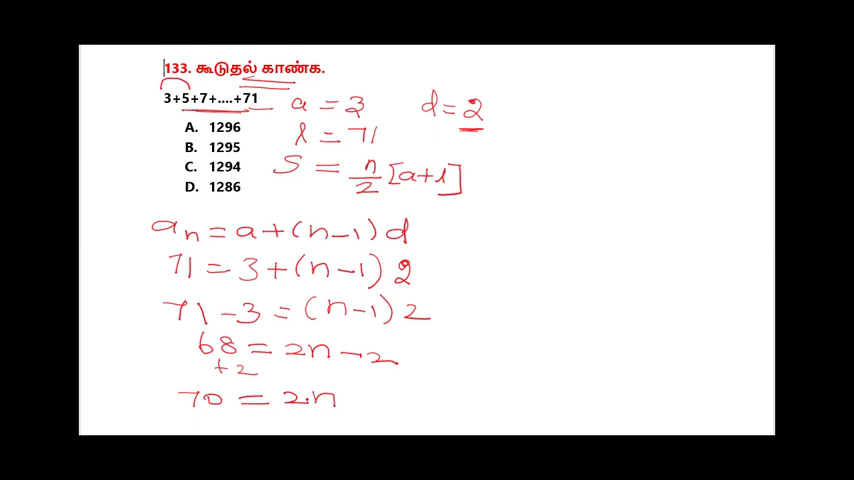 133. கூடுதல் காண்க.
3+5+7+....+71
a = 3
d = 2
A. 1296
l = 71
B. 1295
C. 1294
S = n/2 [a+l]
D. 1286
an = a + (n-1) d
71 = 3 + (n-1) 2
71 - 3 = (n-1) 2
68 = 2n - 2
+2
70 = 2.n